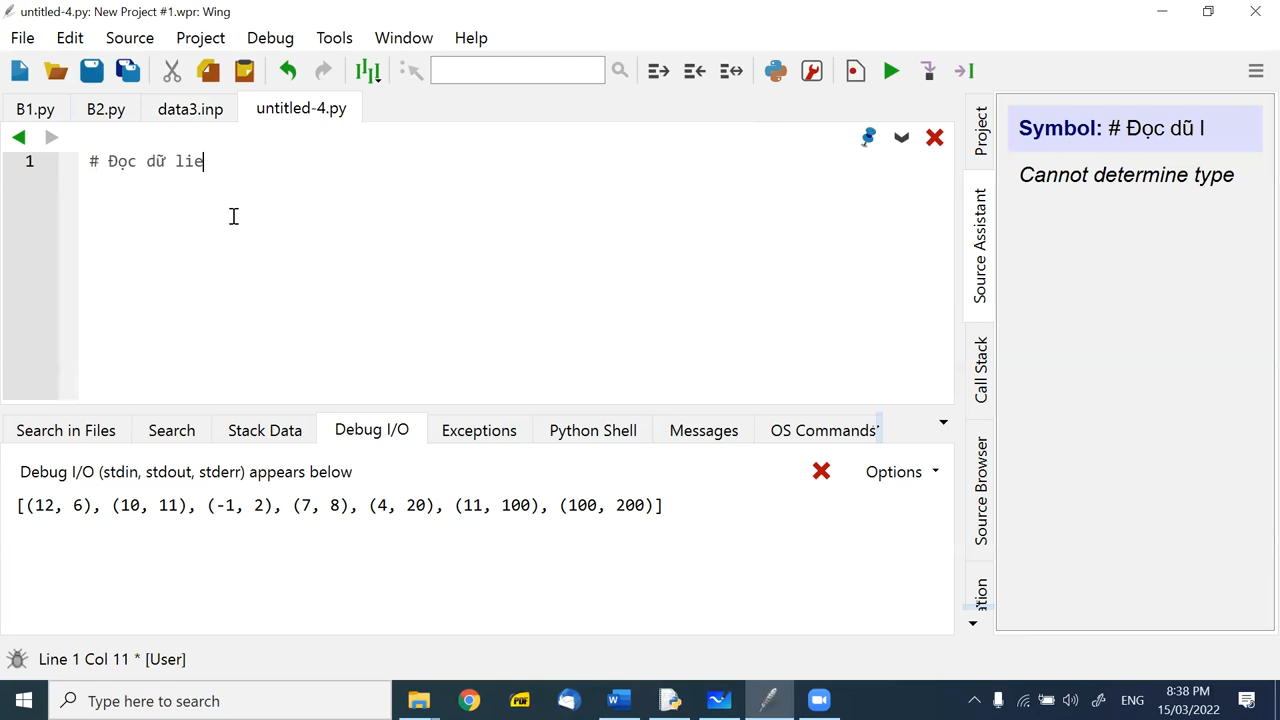 untitled-4.py: New Project #1.wpr: Wing
File Edit Source Project Debug Tools Window Help
B1.py B2.py data3.inp untitled-4.py
1 # Đọc dữ lie
Project
Source Assistant
Call Stack
Source Browser
Symbol: # Đọc dũ l
Cannot determine type
Search in Files Search Stack Data Debug I/O Exceptions Python Shell Messages OS Commands
Debug I/O (stdin, stdout, stderr) appears below Options
[(12, 6), (10, 11), (-1, 2), (7, 8), (4, 20), (11, 100), (100, 200)]
Line 1 Col 11 * [User]
Type here to search
PDF
ENG
8:38 PM
15/03/2022